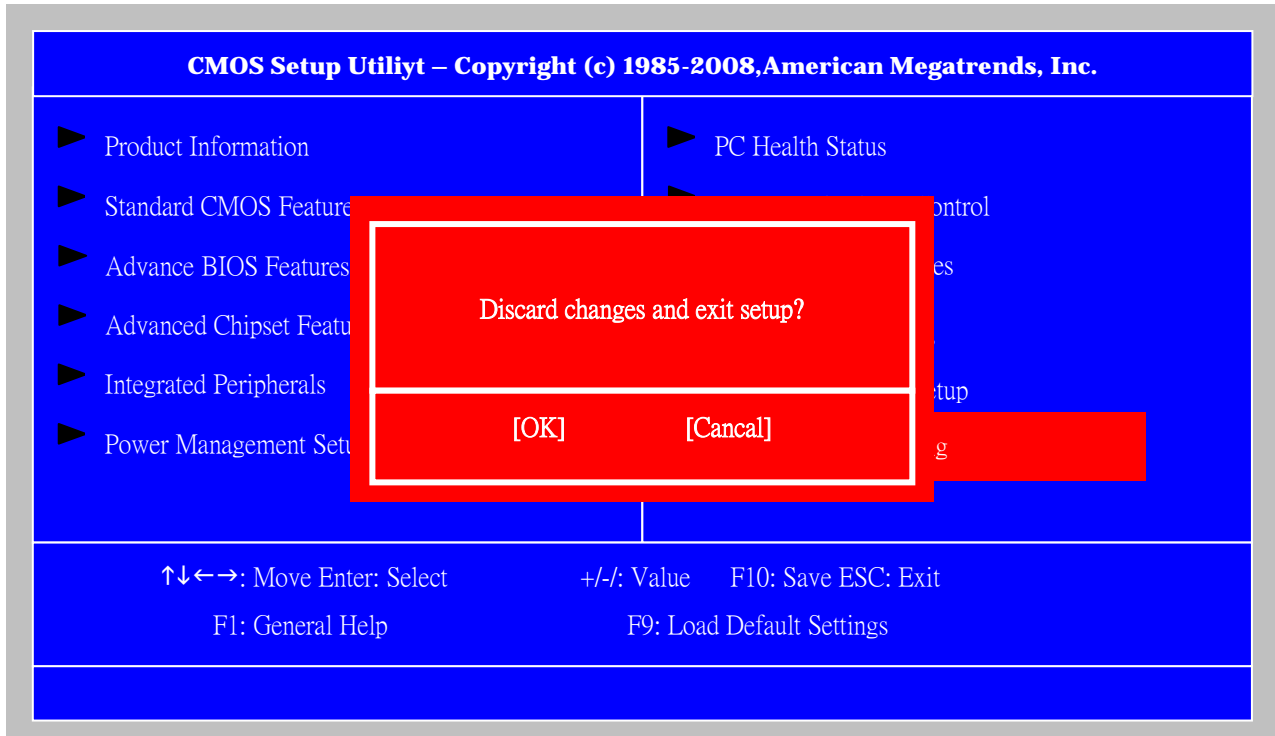 CMOS Setup Utiliyt – Copyright (c) 1985-2008,American Megatrends, Inc.
Product Information
Standard CMOS Feature
Advance BIOS Features
Advanced Chipset Featu
Integrated Peripherals
Power Management Setu
PC Health Status
ontrol
es
etup
g
Discard changes and exit setup?
[OK] [Cancal]
↑↓←→: Move Enter: Select +/-/: Value F10: Save ESC: Exit
F1: General Help F9: Load Default Settings